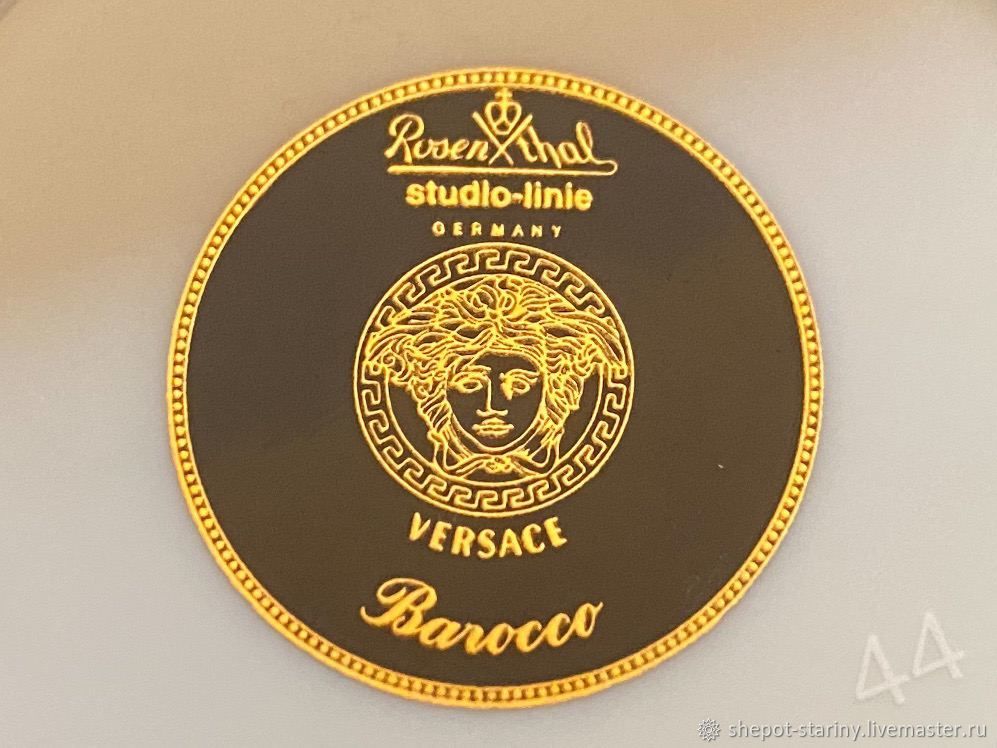 Rosenthal
studio-linie
GERMANY
VERSACE
Barocco
44
shepot-stariny.livemaster.ru